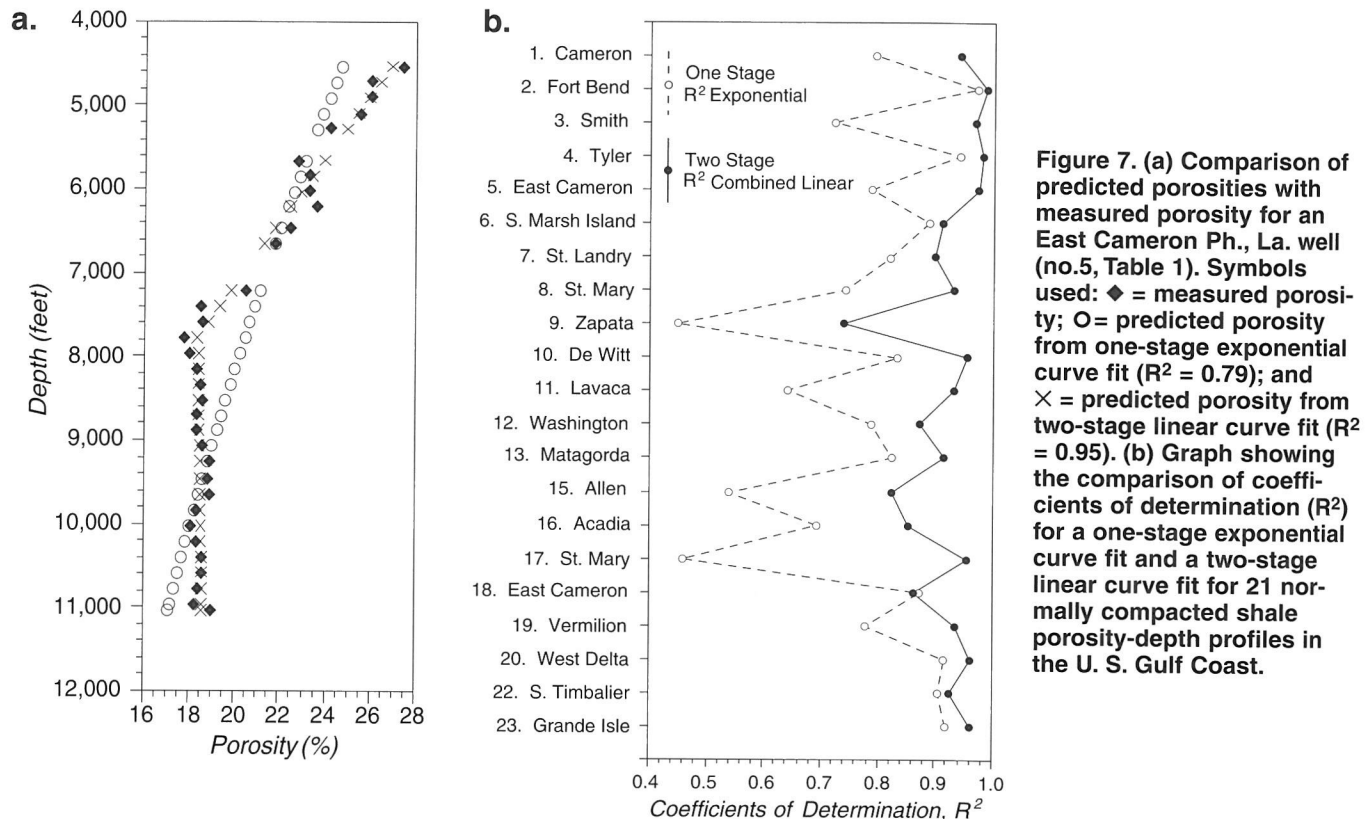 a.
4,000
5,000
6,000
7,000
8,000
9,000
10,000
11,000
12,000
Depth (feet)
16 18 20 22 24 26 28
Porosity (%)
b.
1. Cameron
2. Fort Bend
3. Smith
4. Tyler
5. East Cameron
6. S. Marsh Island
7. St. Landry
8. St. Mary
9. Zapata
10. De Witt
11. Lavaca
12. Washington
13. Matagorda
15. Allen
16. Acadia
17. St. Mary
18. East Cameron
19. Vermilion
20. West Delta
22. S. Timbalier
23. Grande Isle
One Stage
R² Exponential
Two Stage
R² Combined Linear
0.4 0.5 0.6 0.7 0.8 0.9 1.0
Coefficients of Determination, R²
Figure 7. (a) Comparison of
predicted porosities with
measured porosity for an
East Cameron Ph., La. well
(no.5, Table 1). Symbols
used: ◆ = measured porosi-
ty; O= predicted porosity
from one-stage exponential
curve fit (R² = 0.79); and
× = predicted porosity from
two-stage linear curve fit (R²
= 0.95). (b) Graph showing
the comparison of coeffi-
cients of determination (R²)
for a one-stage exponential
curve fit and a two-stage
linear curve fit for 21 nor-
mally compacted shale
porosity-depth profiles in
the U. S. Gulf Coast.